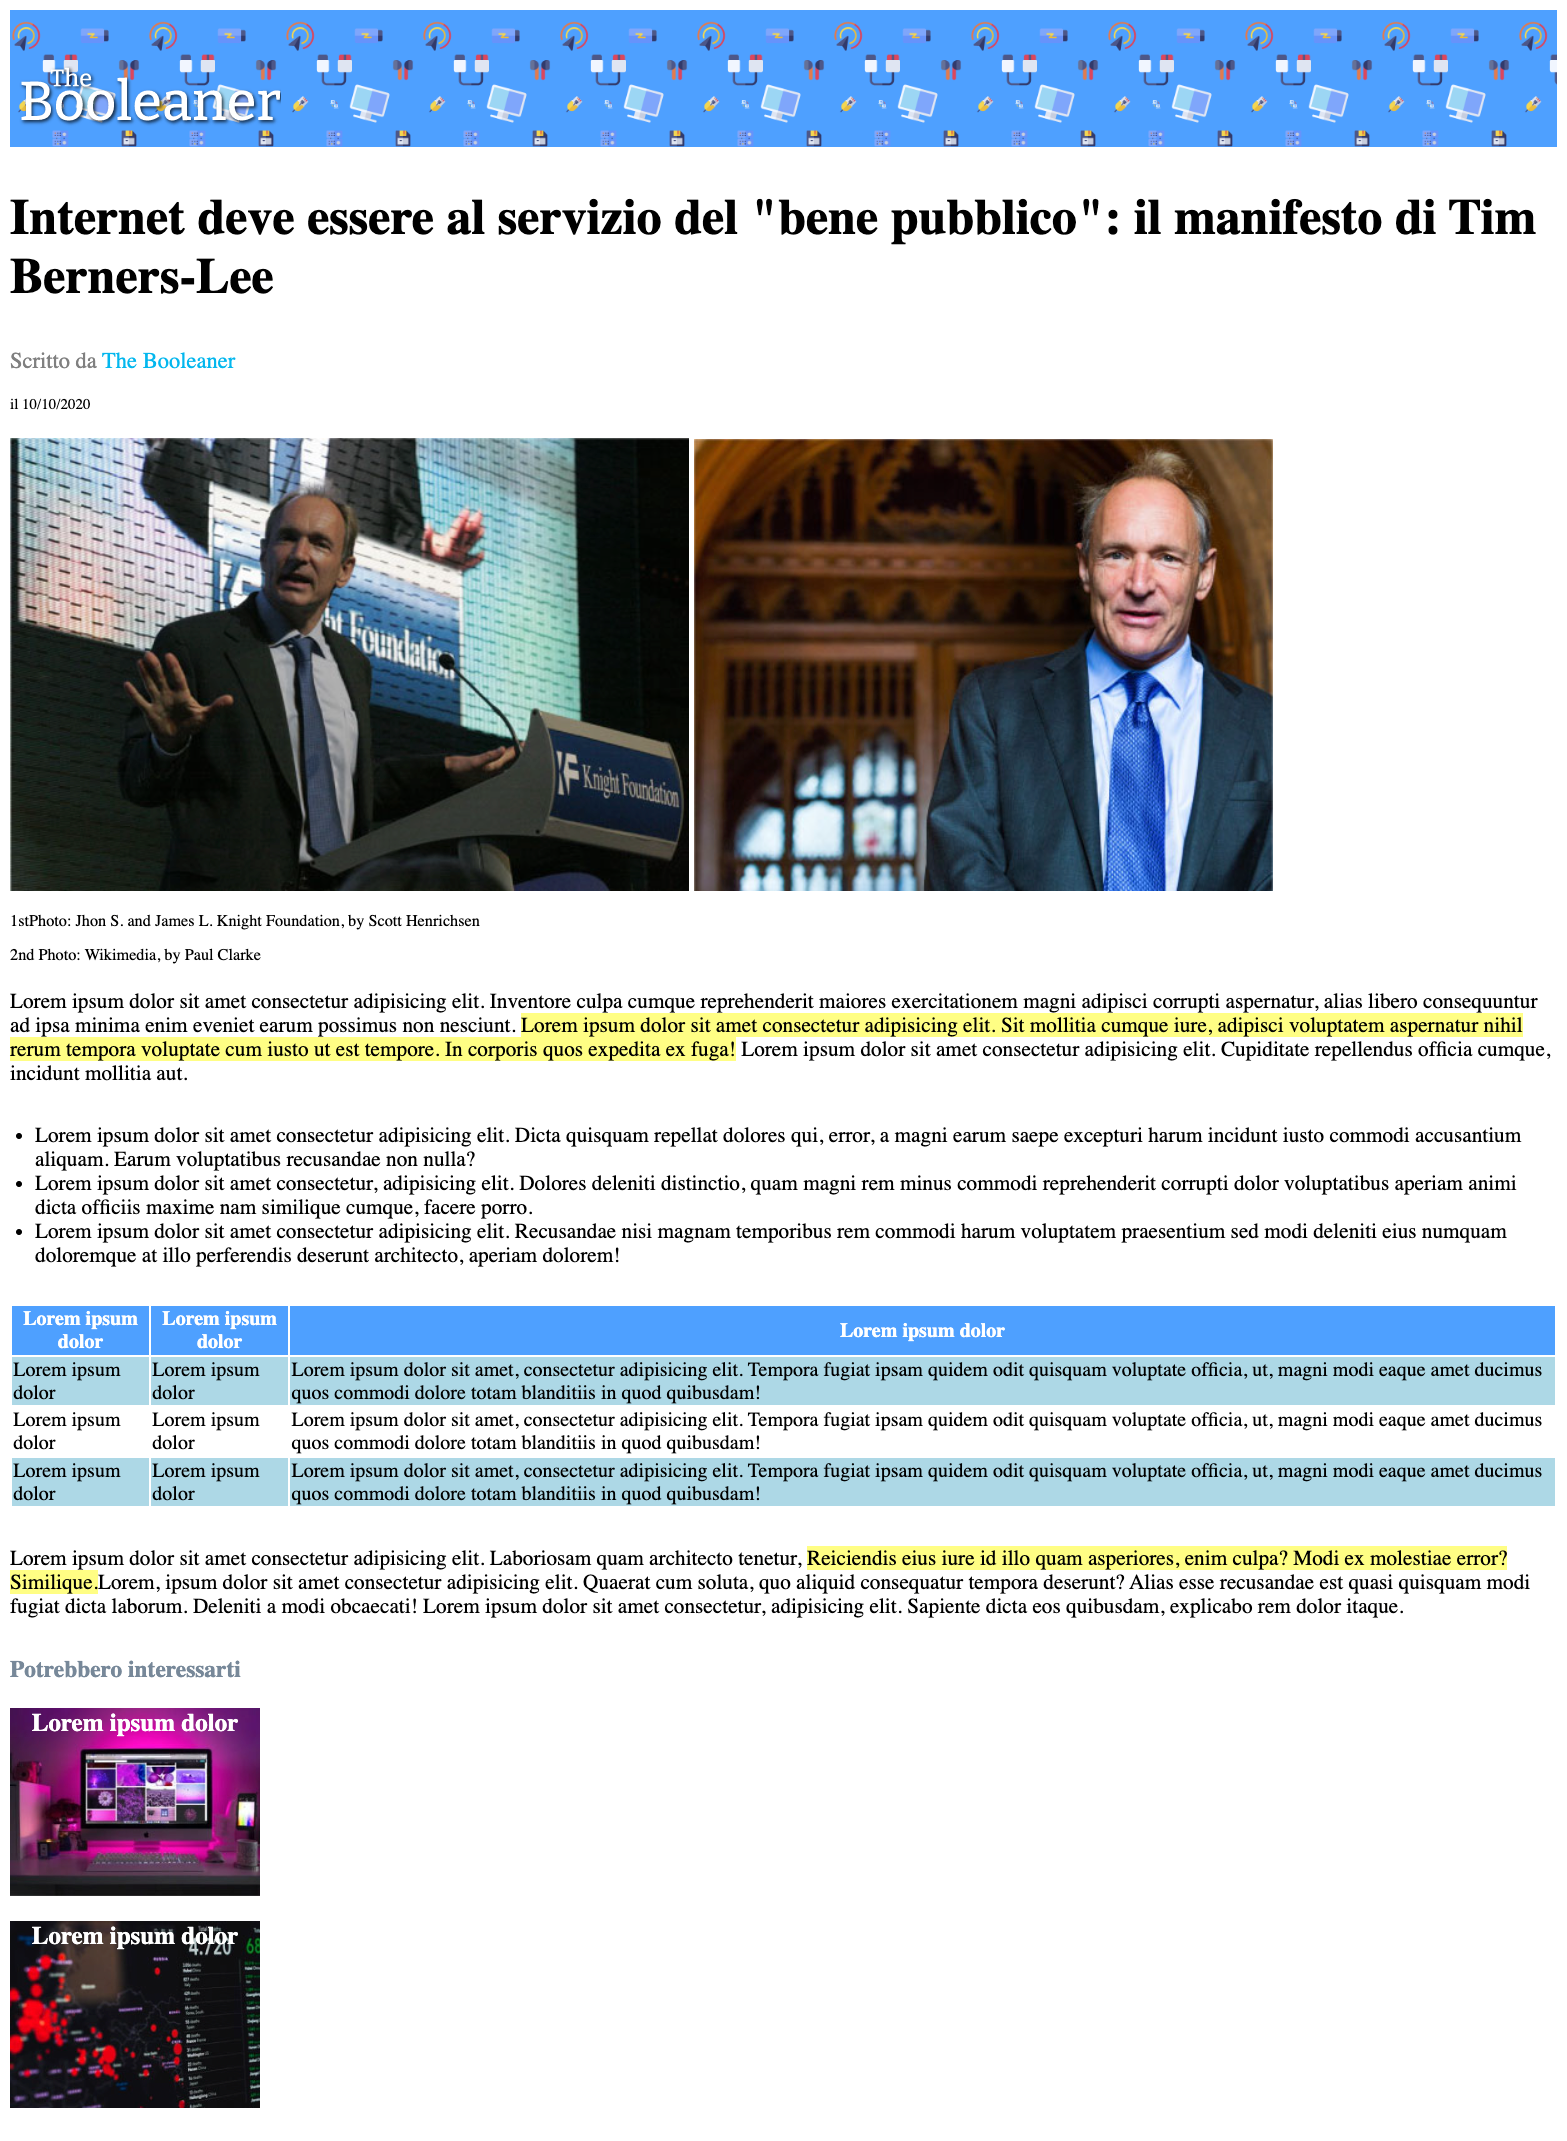 The
Booleaner
Internet deve essere al servizio del "bene pubblico": il manifesto di Tim
Berners-Lee
Scritto da The Booleaner
il 10/10/2020
Knight Foundation
Knight Foundation
1stPhoto: Jhon S. and James L. Knight Foundation, by Scott Henrichsen
2nd Photo: Wikimedia, by Paul Clarke
Lorem ipsum dolor sit amet consectetur adipisicing elit. Inventore culpa cumque reprehenderit maiores exercitationem magni adipisci corrupti aspernatur, alias libero consequuntur
ad ipsa minima enim eveniet earum possimus non nesciunt. Lorem ipsum dolor sit amet consectetur adipisicing elit. Sit mollitia cumque iure, adipisci voluptatem aspernatur nihil
rerum tempora voluptate cum iusto ut est tempore. In corporis quos expedita ex fuga! Lorem ipsum dolor sit amet consectetur adipisicing elit. Cupiditate repellendus officia cumque,
incidunt mollitia aut.
• Lorem ipsum dolor sit amet consectetur adipisicing elit. Dicta quisquam repellat dolores qui, error, a magni earum saepe excepturi harum incidunt iusto commodi accusantium
aliquam. Earum voluptatibus recusandae non nulla?
• Lorem ipsum dolor sit amet consectetur, adipisicing elit. Dolores deleniti distinctio, quam magni rem minus commodi reprehenderit corrupti dolor voluptatibus aperiam animi
dicta officiis maxime nam similique cumque, facere porro.
• Lorem ipsum dolor sit amet consectetur adipisicing elit. Recusandae nisi magnam temporibus rem commodi harum voluptatem praesentium sed modi deleniti eius numquam
doloremque at illo perferendis deserunt architecto, aperiam dolorem!
Lorem ipsum
dolor
Lorem ipsum
dolor
Lorem ipsum dolor
Lorem ipsum
dolor
Lorem ipsum
dolor
Lorem ipsum dolor sit amet, consectetur adipisicing elit. Tempora fugiat ipsam quidem odit quisquam voluptate officia, ut, magni modi eaque amet ducimus
quos commodi dolore totam blanditiis in quod quibusdam!
Lorem ipsum
dolor
Lorem ipsum
dolor
Lorem ipsum dolor sit amet, consectetur adipisicing elit. Tempora fugiat ipsam quidem odit quisquam voluptate officia, ut, magni modi eaque amet ducimus
quos commodi dolore totam blanditiis in quod quibusdam!
Lorem ipsum
dolor
Lorem ipsum
dolor
Lorem ipsum dolor sit amet, consectetur adipisicing elit. Tempora fugiat ipsam quidem odit quisquam voluptate officia, ut, magni modi eaque amet ducimus
quos commodi dolore totam blanditiis in quod quibusdam!
Lorem ipsum dolor sit amet consectetur adipisicing elit. Laboriosam quam architecto tenetur, Reiciendis eius iure id illo quam asperiores, enim culpa? Modi ex molestiae error?
Similique.Lorem, ipsum dolor sit amet consectetur adipisicing elit. Quaerat cum soluta, quo aliquid consequatur tempora deserunt? Alias esse recusandae est quasi quisquam modi
fugiat dicta laborum. Deleniti a modi obcaecati! Lorem ipsum dolor sit amet consectetur, adipisicing elit. Sapiente dicta eos quibusdam, explicabo rem dolor itaque.
Potrebbero interessarti
Lorem ipsum dolor
Lorem ipsum dolor
4.720